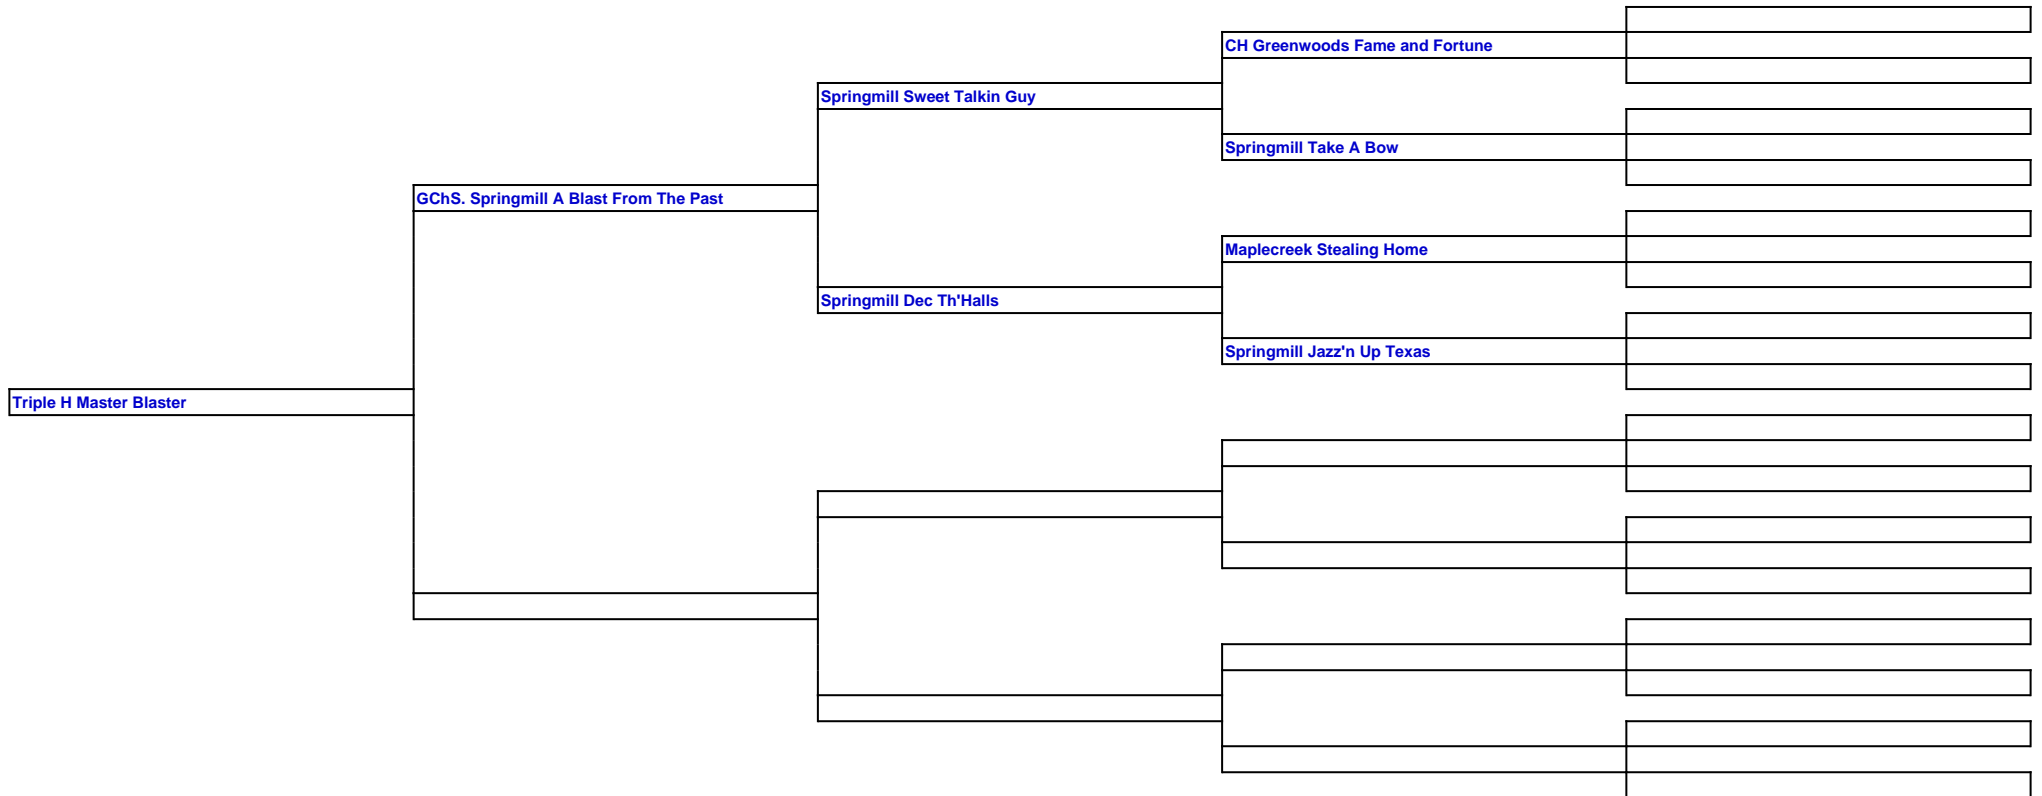 CH Greenwoods Fame and Fortune
Springmill Sweet Talkin Guy
Springmill Take A Bow
GChS. Springmill A Blast From The Past
Maplecreek Stealing Home
Springmill Dec Th'Halls
Springmill Jazz'n Up Texas
Triple H Master Blaster